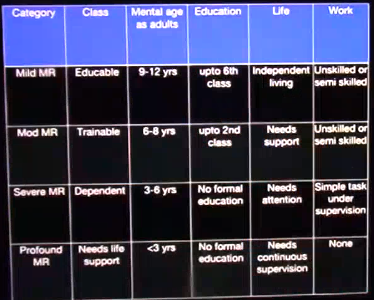 Category Class Mental age as adults Education Life Work
Mild MR Educable 9-12 yrs upto 6th class Independent living Unskilled or semi skilled
Mod MR Trainable 6-8 yrs upto 2nd class Needs support Unskilled or semi skilled
Severe MR Dependent 3-6 yrs No formal education Needs attention Simple task under supervision
Profound MR Needs life support <3 yrs No formal education Needs continuous supervision None